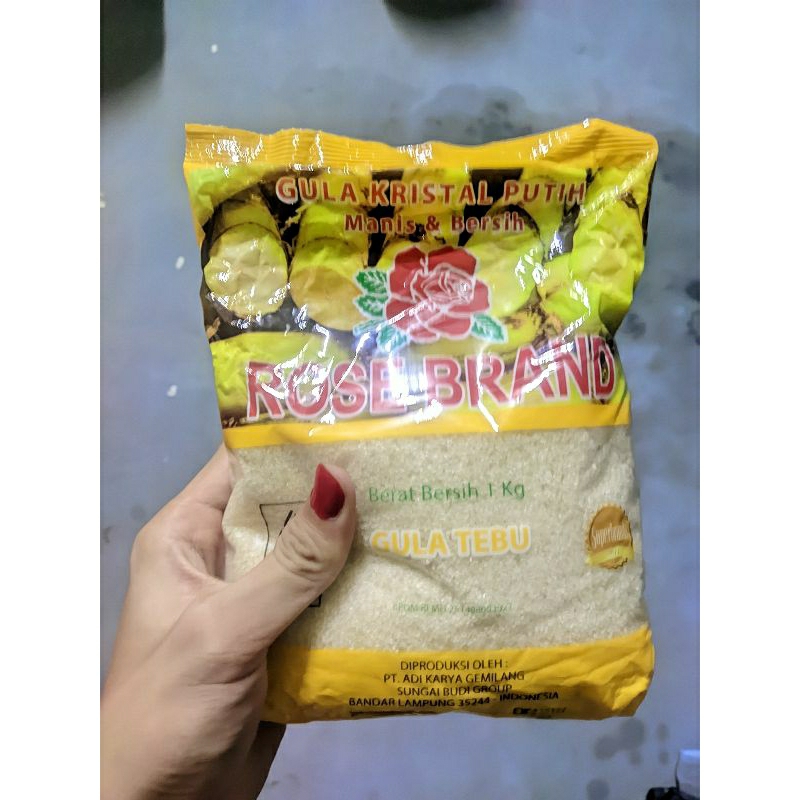 GULA KRISTAL PUTIH
Manis & Bersih
ROSE BRAND
Berat Bersih 1 Kg
GULA TEBU
DIPRODUKSI OLEH :
PT. ADI KARYA GEMILANG
SUNGAI BUDI GROUP
BANDAR LAMPUNG 35244 - INDONESIA